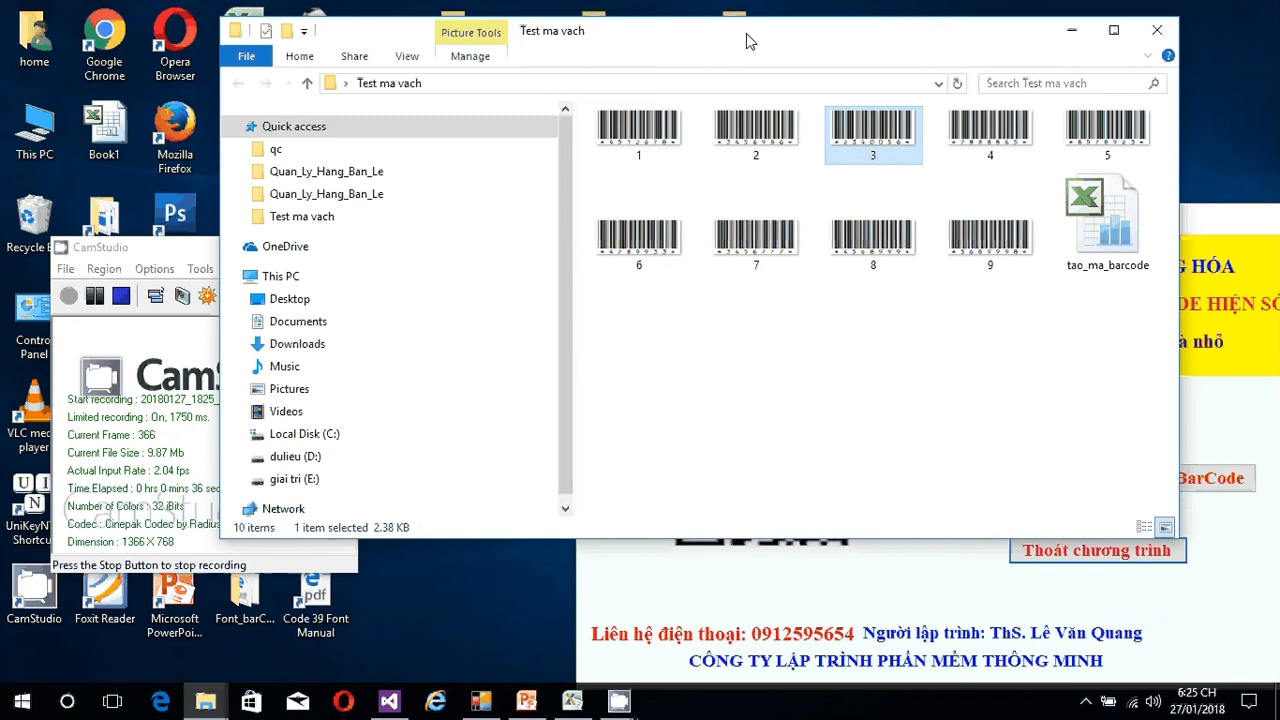 home
Google Chrome
Opera Browser
This PC
Book1
Mozilla Firefox
Recycle
Control Panel
VLC media player
UniKeyNT Shortcut
CamStudio
Foxit Reader
Microsoft PowerPoi...
Font_barC...
Code 39 Font Manual
Picture Tools
Test ma vach
File
Home
Share
View
Manage
Test ma vach
Search Test ma vach
Quick access
qc
Quan_Ly_Hang_Ban_Le
Quan_Ly_Hang_Ban_Le
Test ma vach
OneDrive
This PC
Desktop
Documents
Downloads
Music
Pictures
Videos
Local Disk (C:)
dulieu (D:)
giai tri (E:)
Network
1
2
3
4
5
6
7
8
9
tao_ma_barcode
10 items
1 item selected 2.38 KB
CamStudio
File
Region
Options
Tools
CamS
Start recording : 20180127_1825_
Limited recording : On, 1750 ms.
Current Frame : 366
Current File Size : 9.87 Mb
Actual Input Rate : 2.04 fps
Time Elapsed : 0 hrs 0 mins 36 sec
Number of Colors : 32 Bits
Codec : Cinepak Codec by Radius
Dimension : 1366 X 768
Press the Stop Button to stop recording
G HÓA
DE HIỆN SỐ
à nhỏ
BarCode
Thoát chương trình
Liên hệ điện thoại: 0912595654
Người lập trình: ThS. Lê Văn Quang
CÔNG TY LẬP TRÌNH PHẦN MỀM THÔNG MINH
6:25 CH
27/01/2018